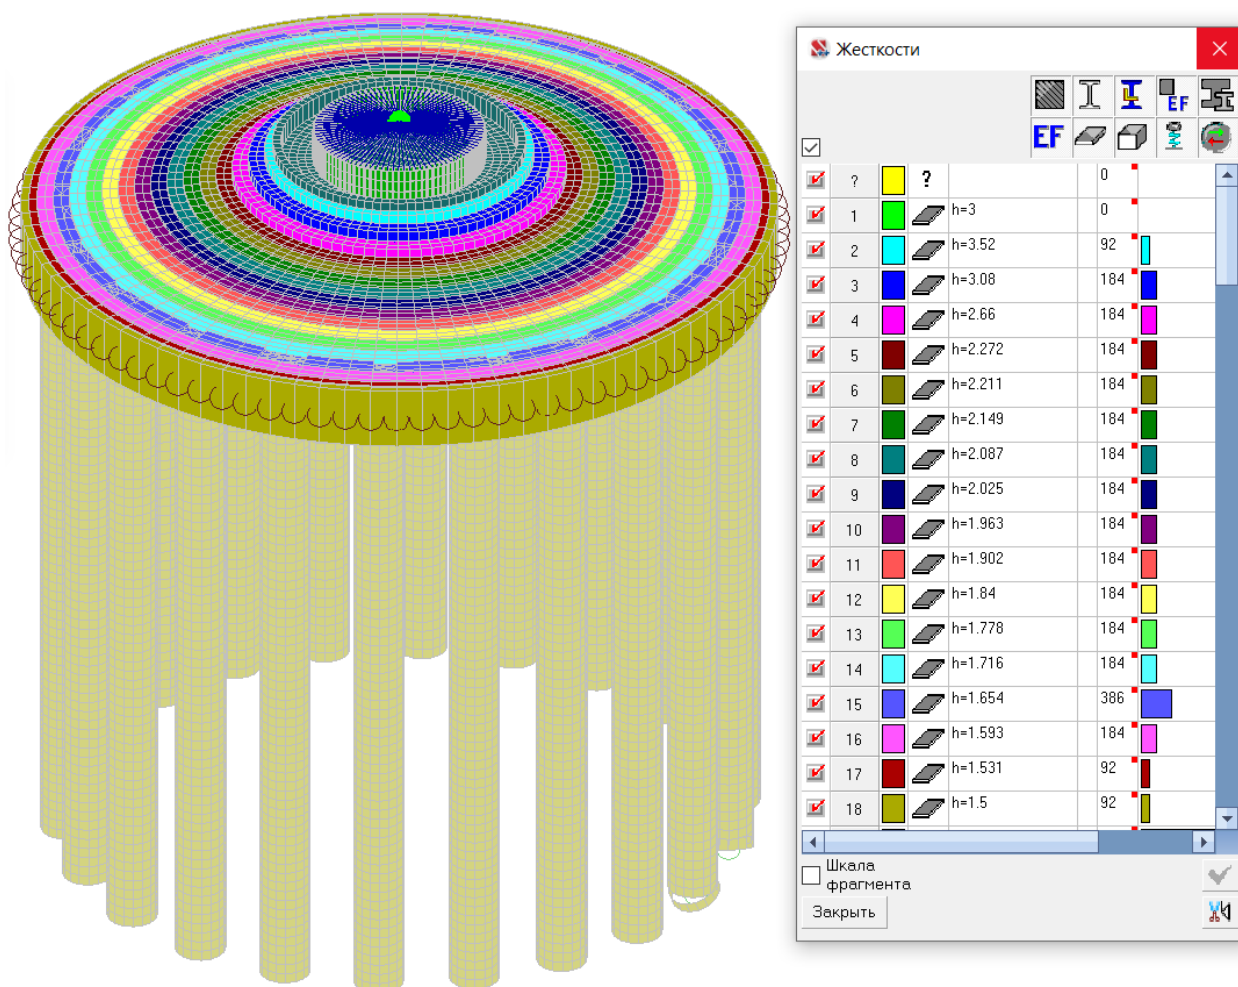 Жесткости
EF
EF
? ? 0
1 h=3 0
2 h=3.52 92
3 h=3.08 184
4 h=2.66 184
5 h=2.272 184
6 h=2.211 184
7 h=2.149 184
8 h=2.087 184
9 h=2.025 184
10 h=1.963 184
11 h=1.902 184
12 h=1.84 184
13 h=1.778 184
14 h=1.716 184
15 h=1.654 386
16 h=1.593 184
17 h=1.531 92
18 h=1.5 92
Шкала
фрагмента
Закрыть